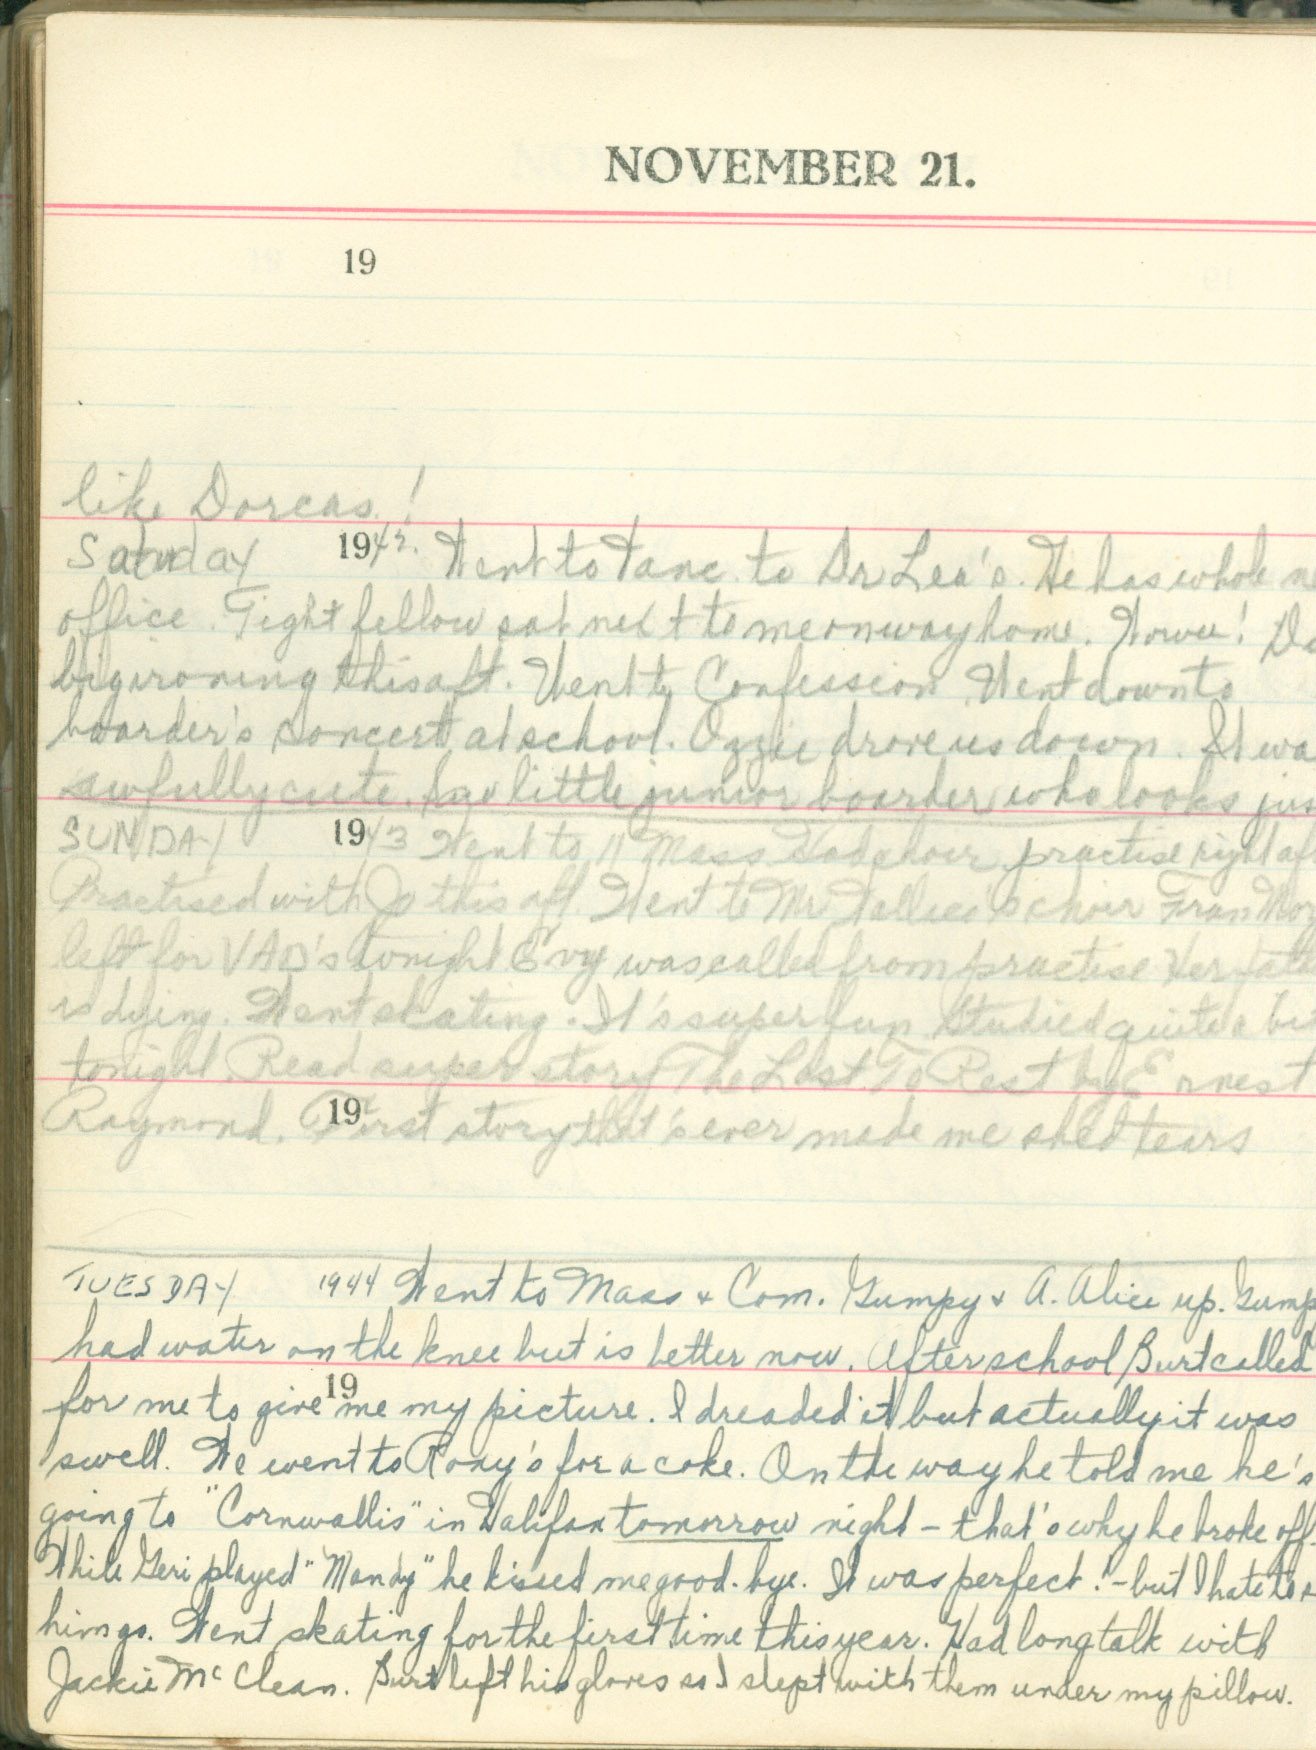 NOVEMBER 21.
19
like Dorcas!
Saturday 1942. Went to Vanc. to Dr Lea's. He has whole
office. Tight fellow sat next to me on way home. Wowee!
big ironing this aft. Went to Confession. Went down to
boarder's concert at school. Ozzie drove us down. It wa
awfully cute. Saw little junior boarder who looks jus
SUNDAY 1943 Went to 11 Mass Had choir practise right af
Practised with Jo this aft. Went to Mr. choir Fran
left for VAD's tonight Evy was called from practise Her fath
is dying. Went skating. It's super fun. Studied quite a bi
tonight. Read super story The Last To Rest by Ernest
Raymond. 19 First story that's ever made me shed tears
TUESDAY 1944 Went to Mass & Com. Gumpy & A. Alice up. Gump
had water on the knee but is better now. After school Burt called
for me to give 19 me my picture. I dreaded it but actually it was
swell. We went to Roxy's for a coke. On the way he told me he's
going to "Cornwallis" in Halifax tomorrow night – that's why he broke off.
While Geri played "Mandy" he kissed me good-bye. It was perfect! – but I hate to
him go. Went skating for the first time this year. Had long talk with
Jackie McClean. Burt left his gloves so I slept with them under my pillow.